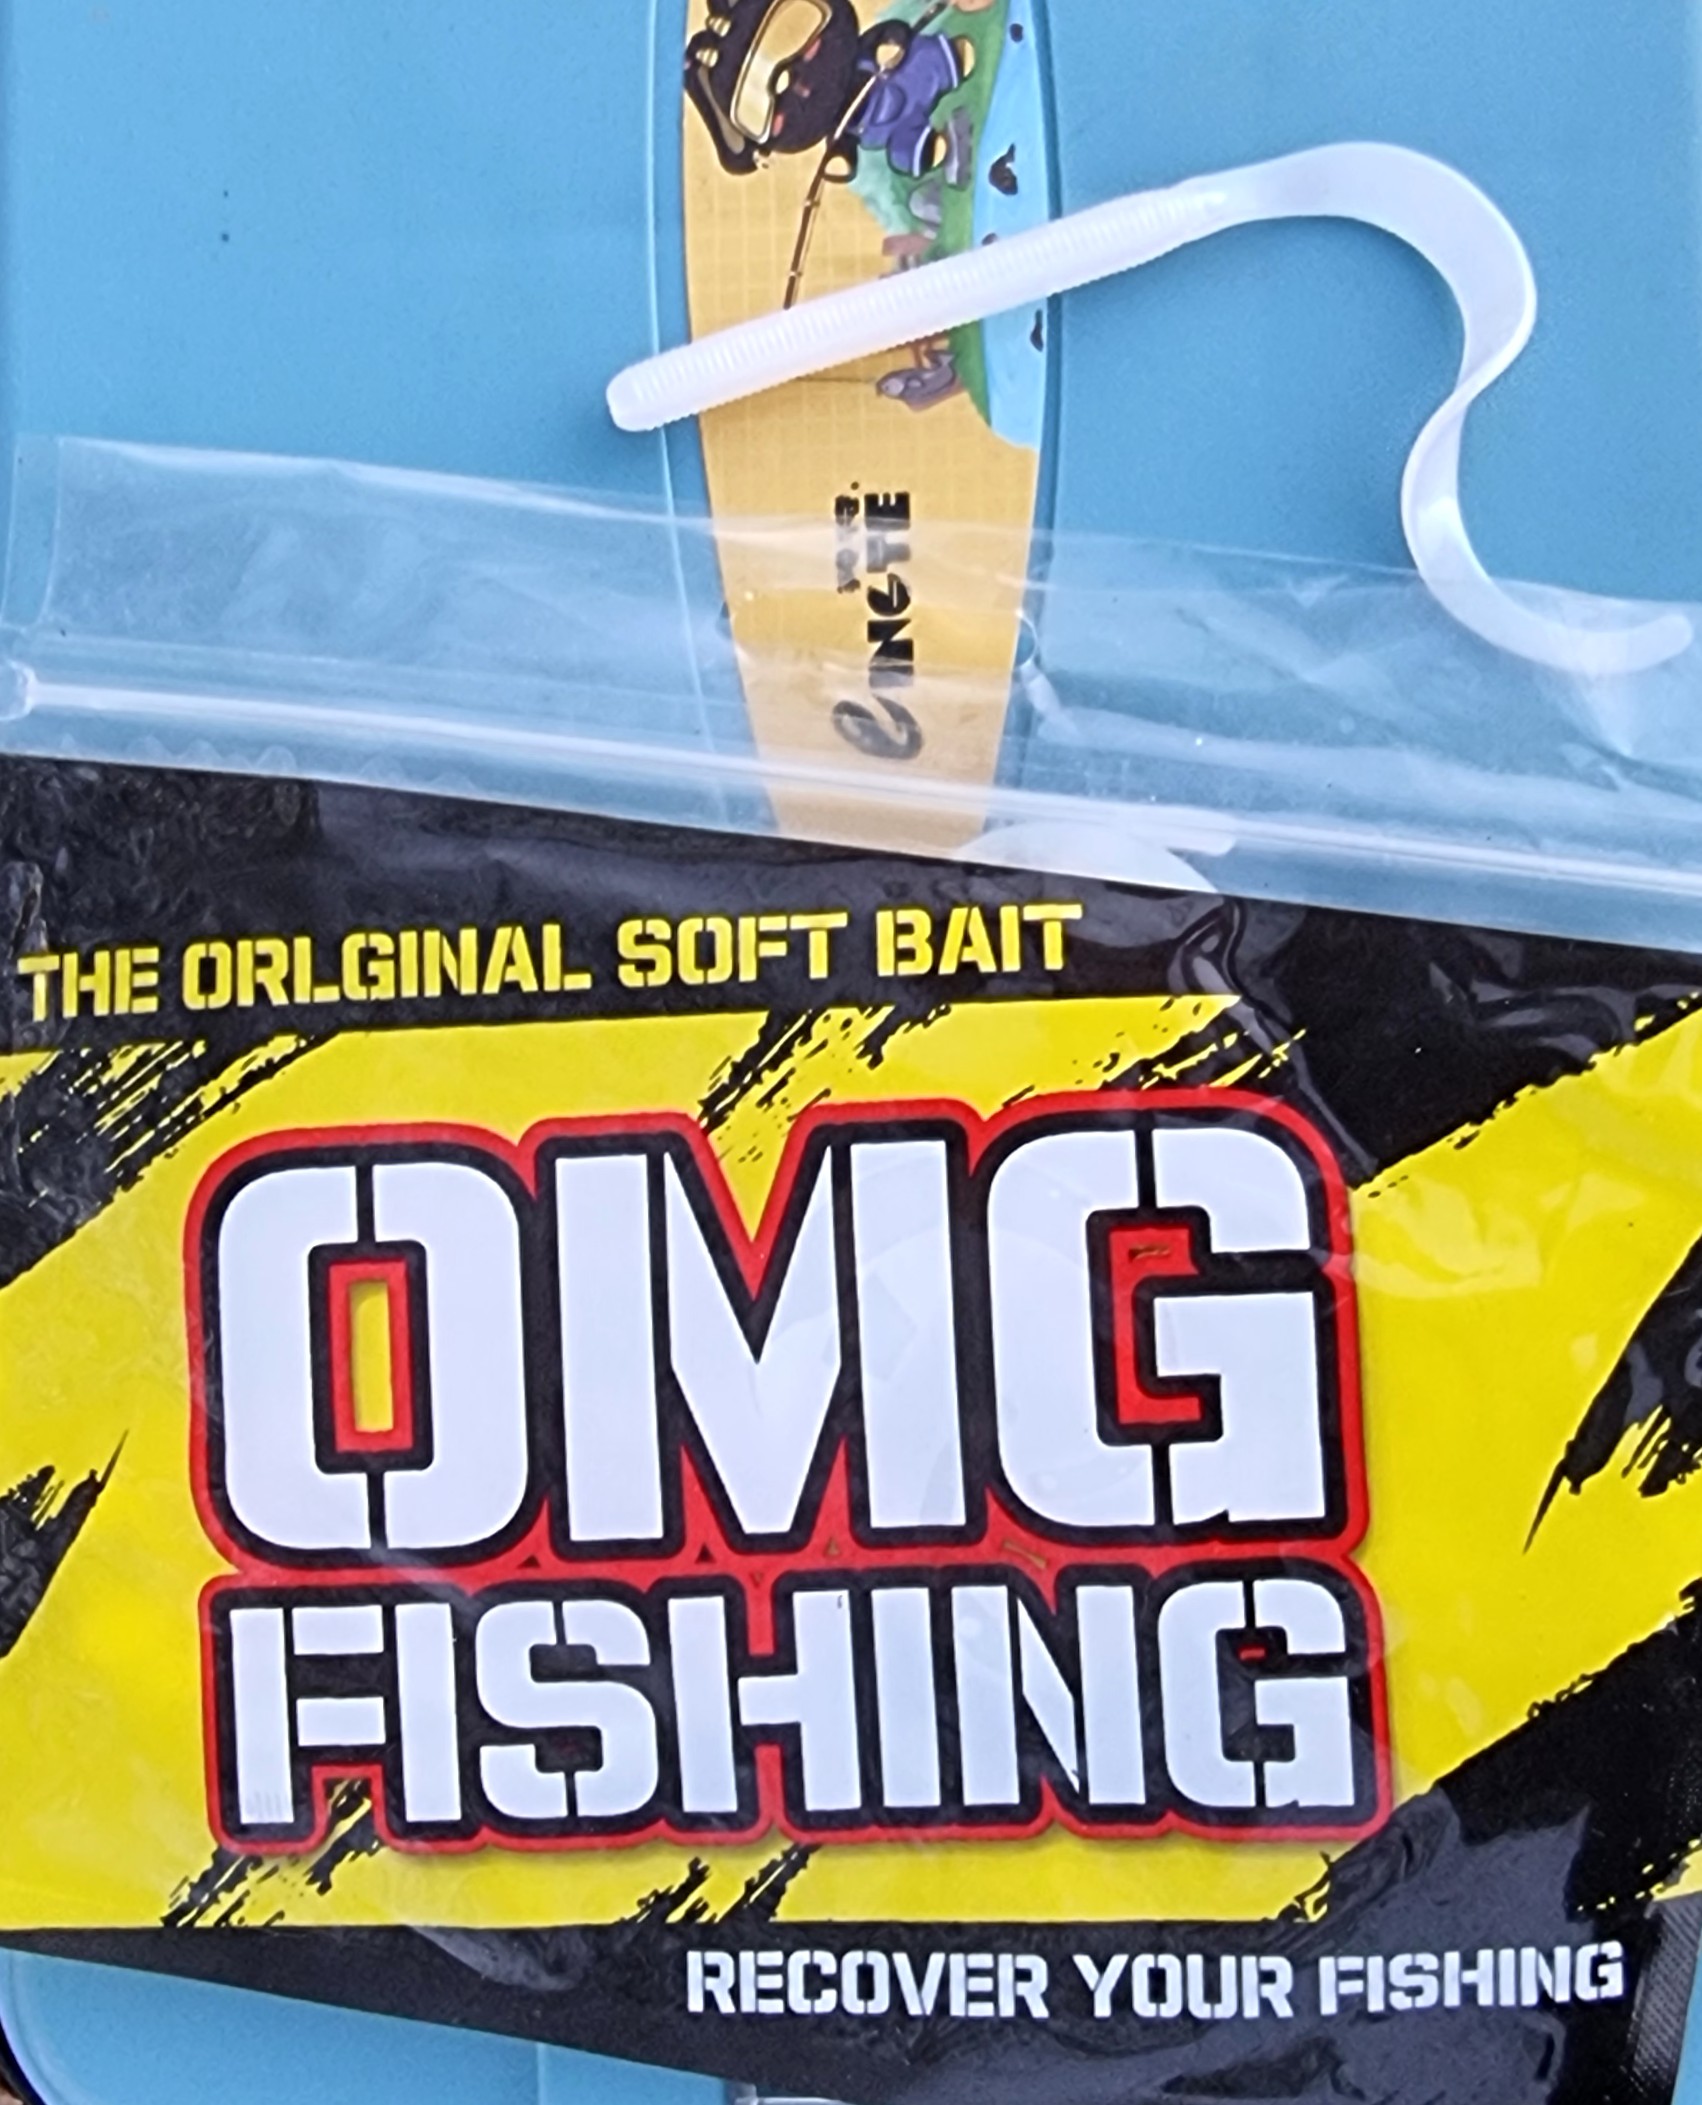 THE ORLGINAL SOFT BAIT
OMG
FISHING
RECOVER YOUR FISHING